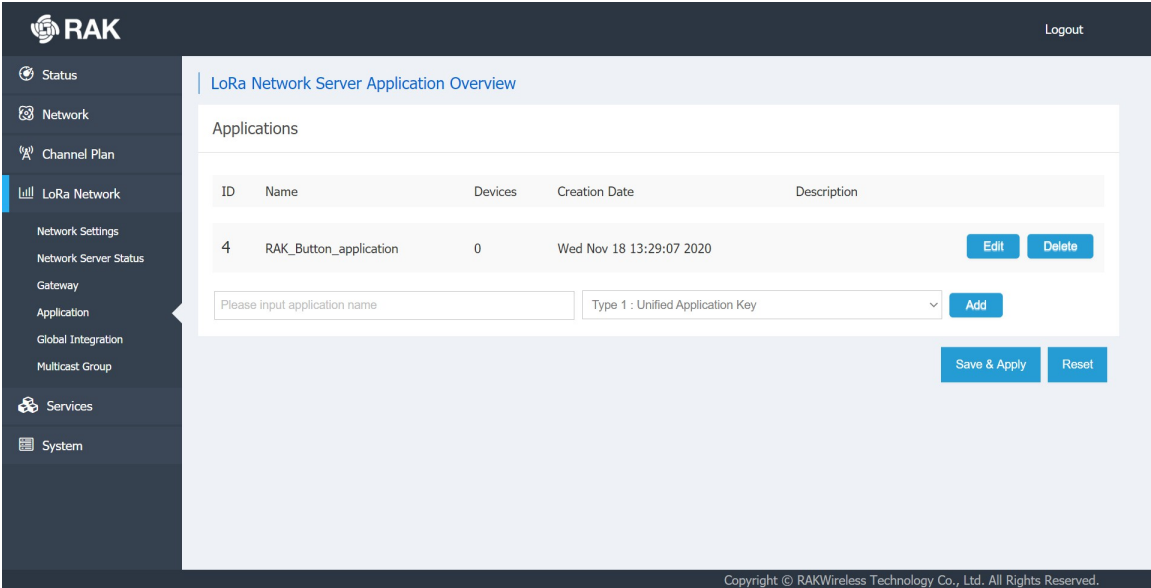 RAK
Logout
Status
Network
Channel Plan
LoRa Network
Network Settings
Network Server Status
Gateway
Application
Global Integration
Multicast Group
Services
System
LoRa Network Server Application Overview
Applications
ID Name Devices Creation Date Description
4 RAK_Button_application 0 Wed Nov 18 13:29:07 2020 Edit Delete
Please input application name Type 1 : Unified Application Key Add
Save & Apply Reset
Copyright © RAKWireless Technology Co., Ltd. All Rights Reserved.